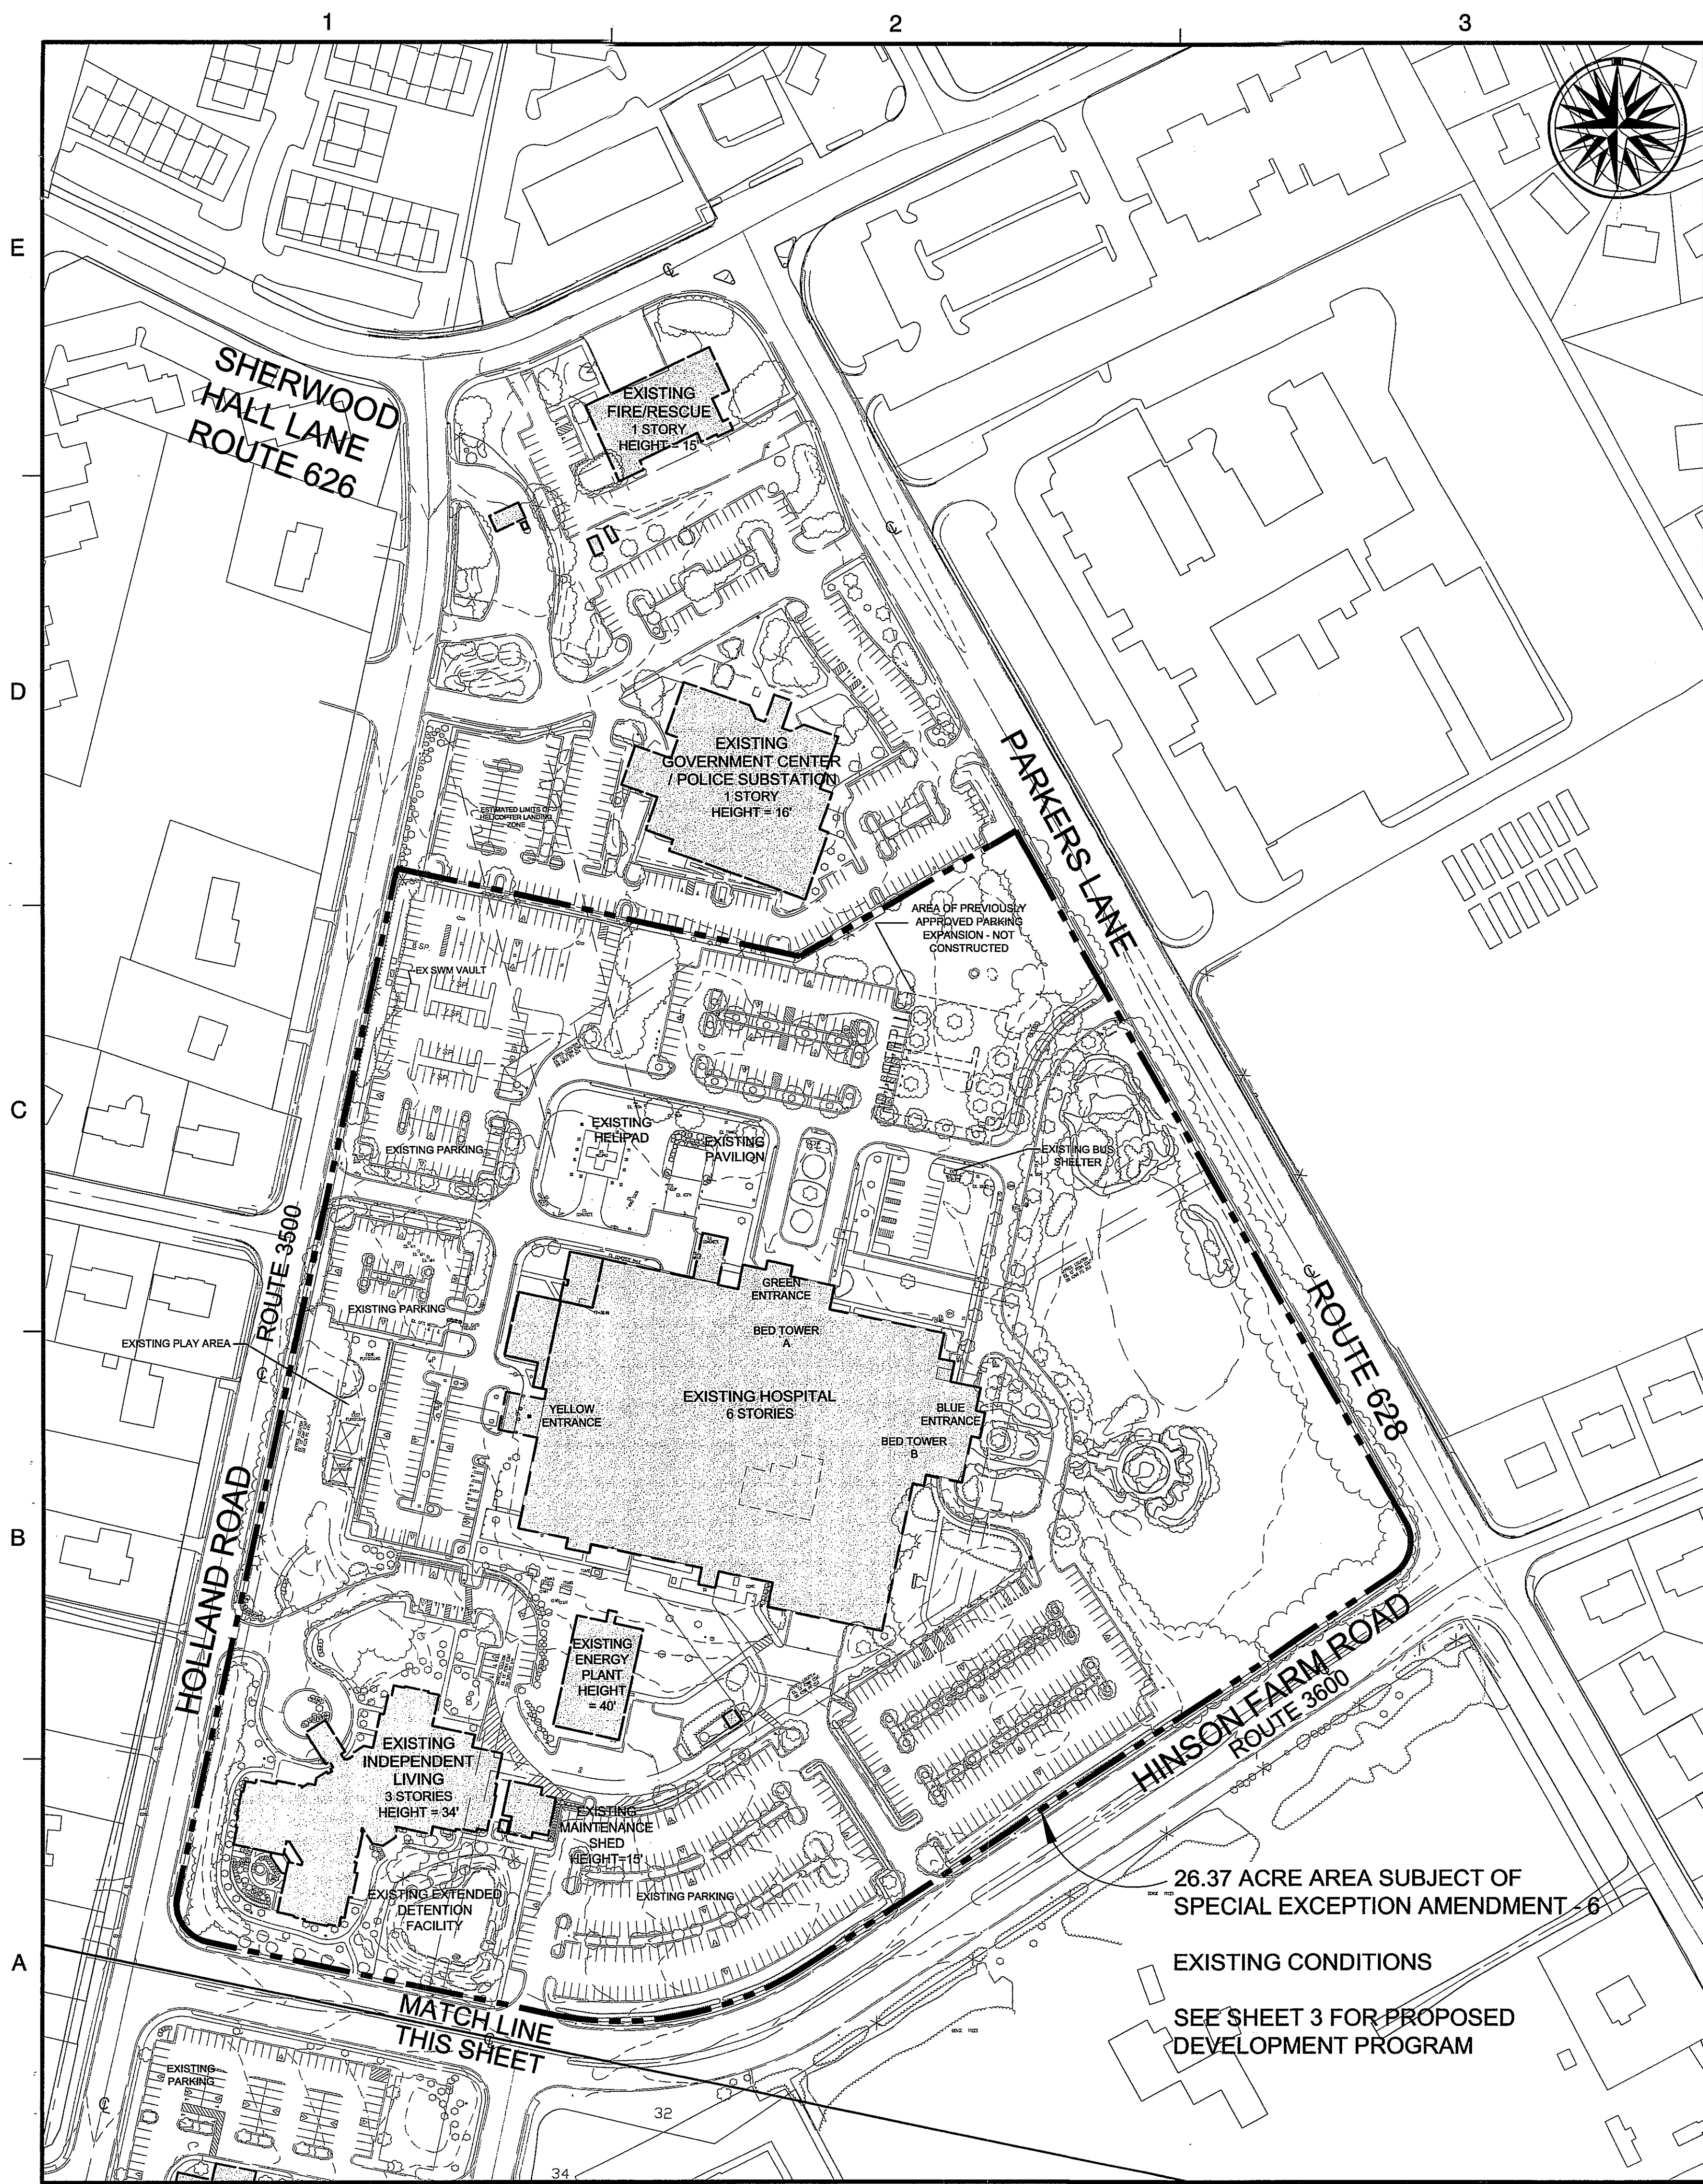 1
2
3
E
D
C
B
A
SHERWOOD
HALL LANE
ROUTE 626
EXISTING
FIRE/RESCUE
1 STORY
HEIGHT = 15'
EXISTING
GOVERNMENT CENTER
/ POLICE SUBSTATION
1 STORY
HEIGHT = 16'
ESTIMATED LIMITS OF
HELICOPTER LANDING
ZONE
PARKERS LANE
AREA OF PREVIOUSLY
APPROVED PARKING
EXPANSION - NOT
CONSTRUCTED
EX SWM VAULT
EXISTING PARKING
EXISTING
HELIPAD
EXISTING
PAVILION
EXISTING BUS
SHELTER
ROUTE 3500
EXISTING PARKING
EXISTING PLAY AREA
GREEN
ENTRANCE
BED TOWER
A
EXISTING HOSPITAL
6 STORIES
YELLOW
ENTRANCE
BLUE
ENTRANCE
BED TOWER
B
ROUTE 628
HOLLAND ROAD
EXISTING
ENERGY
PLANT
HEIGHT
= 40'
HINSON FARM ROAD
ROUTE 3600
EXISTING
INDEPENDENT
LIVING
3 STORIES
HEIGHT = 34'
EXISTING
MAINTENANCE
SHED
HEIGHT=15'
EXISTING PARKING
EXISTING EXTENDED
DETENTION
FACILITY
26.37 ACRE AREA SUBJECT OF
SPECIAL EXCEPTION AMENDMENT - 6
EXISTING CONDITIONS
SEE SHEET 3 FOR PROPOSED
DEVELOPMENT PROGRAM
MATCH LINE
THIS SHEET
EXISTING
PARKING
32
34